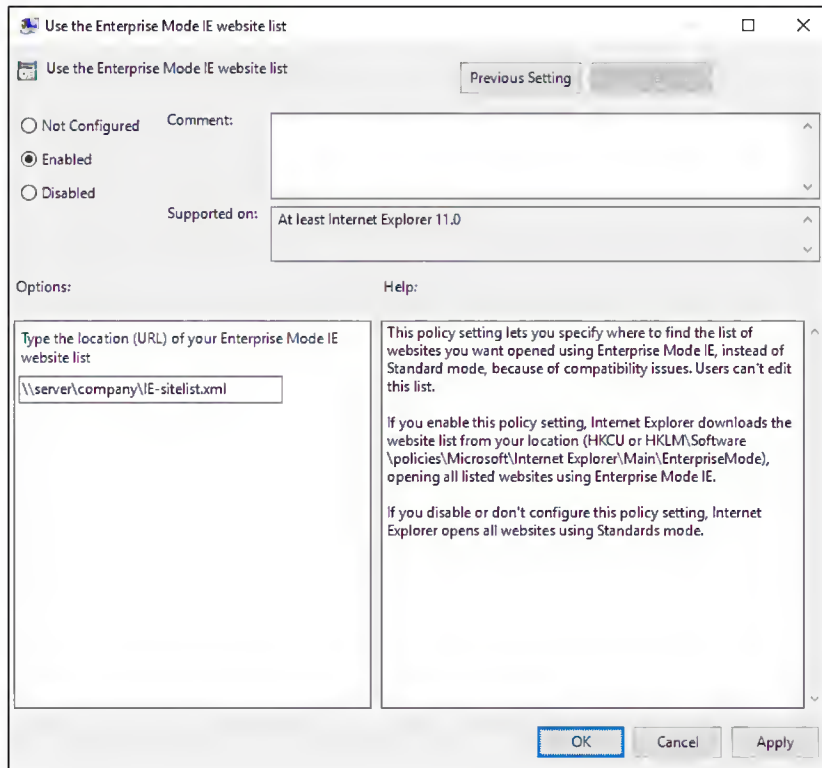 Use the Enterprise Mode IE website list
Use the Enterprise Mode IE website list
Previous Setting
Not Configured
Comment:
Enabled
Disabled
Supported on:
At least Internet Explorer 11.0
Options:
Help:
Type the location (URL) of your Enterprise Mode IE
website list
\\server\company\IE-sitelist.xml
This policy setting lets you specify where to find the list of
websites you want opened using Enterprise Mode IE, instead of
Standard mode, because of compatibility issues. Users can't edit
this list.
If you enable this policy setting, Internet Explorer downloads the
website list from your location (HKCU or HKLM\Software
\policies\Microsoft\Internet Explorer\Main\EnterpriseMode),
opening all listed websites using Enterprise Mode IE.
If you disable or don't configure this policy setting, Internet
Explorer opens all websites using Standards mode.
OK
Cancel
Apply